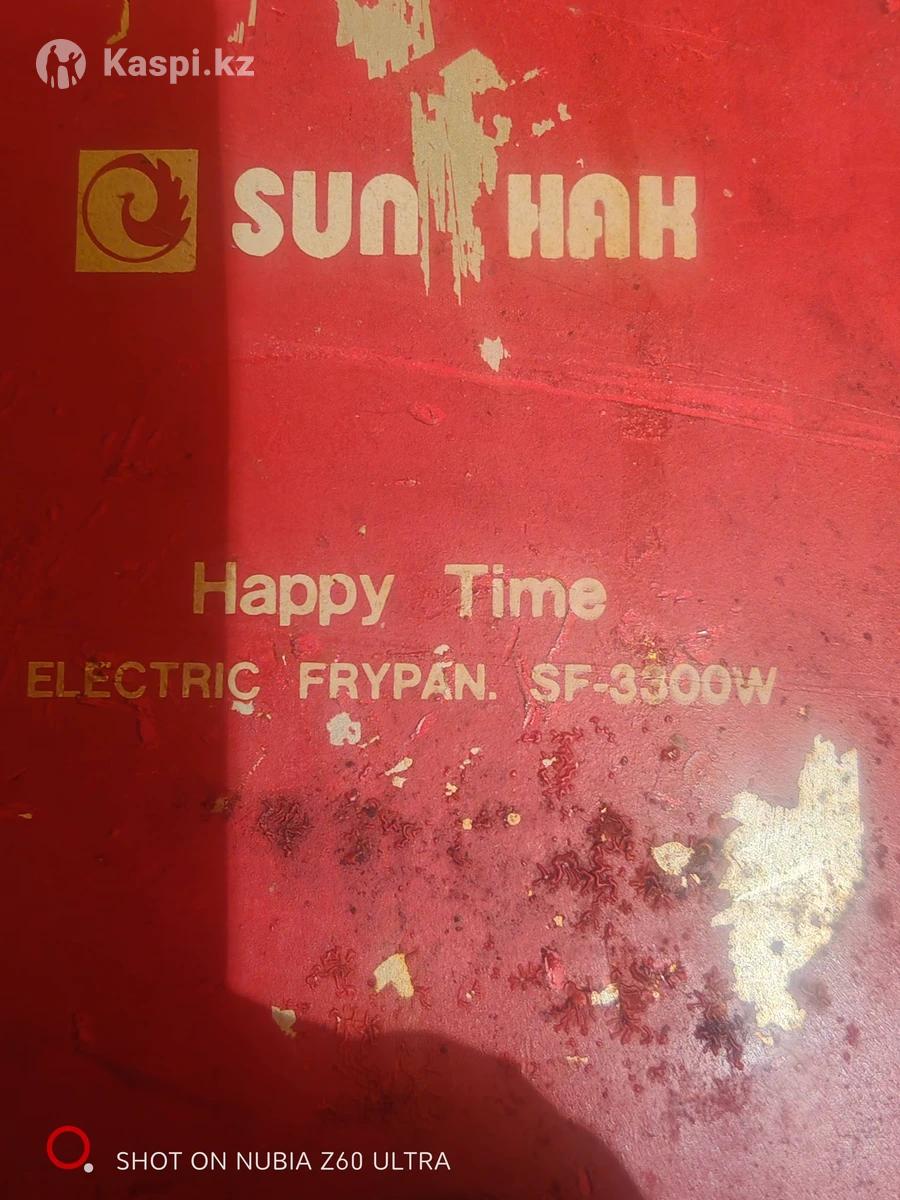 Kaspi.kz
SUN HAK
Happy Time
ELECTRIC FRYPAN. SF-3300W
SHOT ON NUBIA Z60 ULTRA